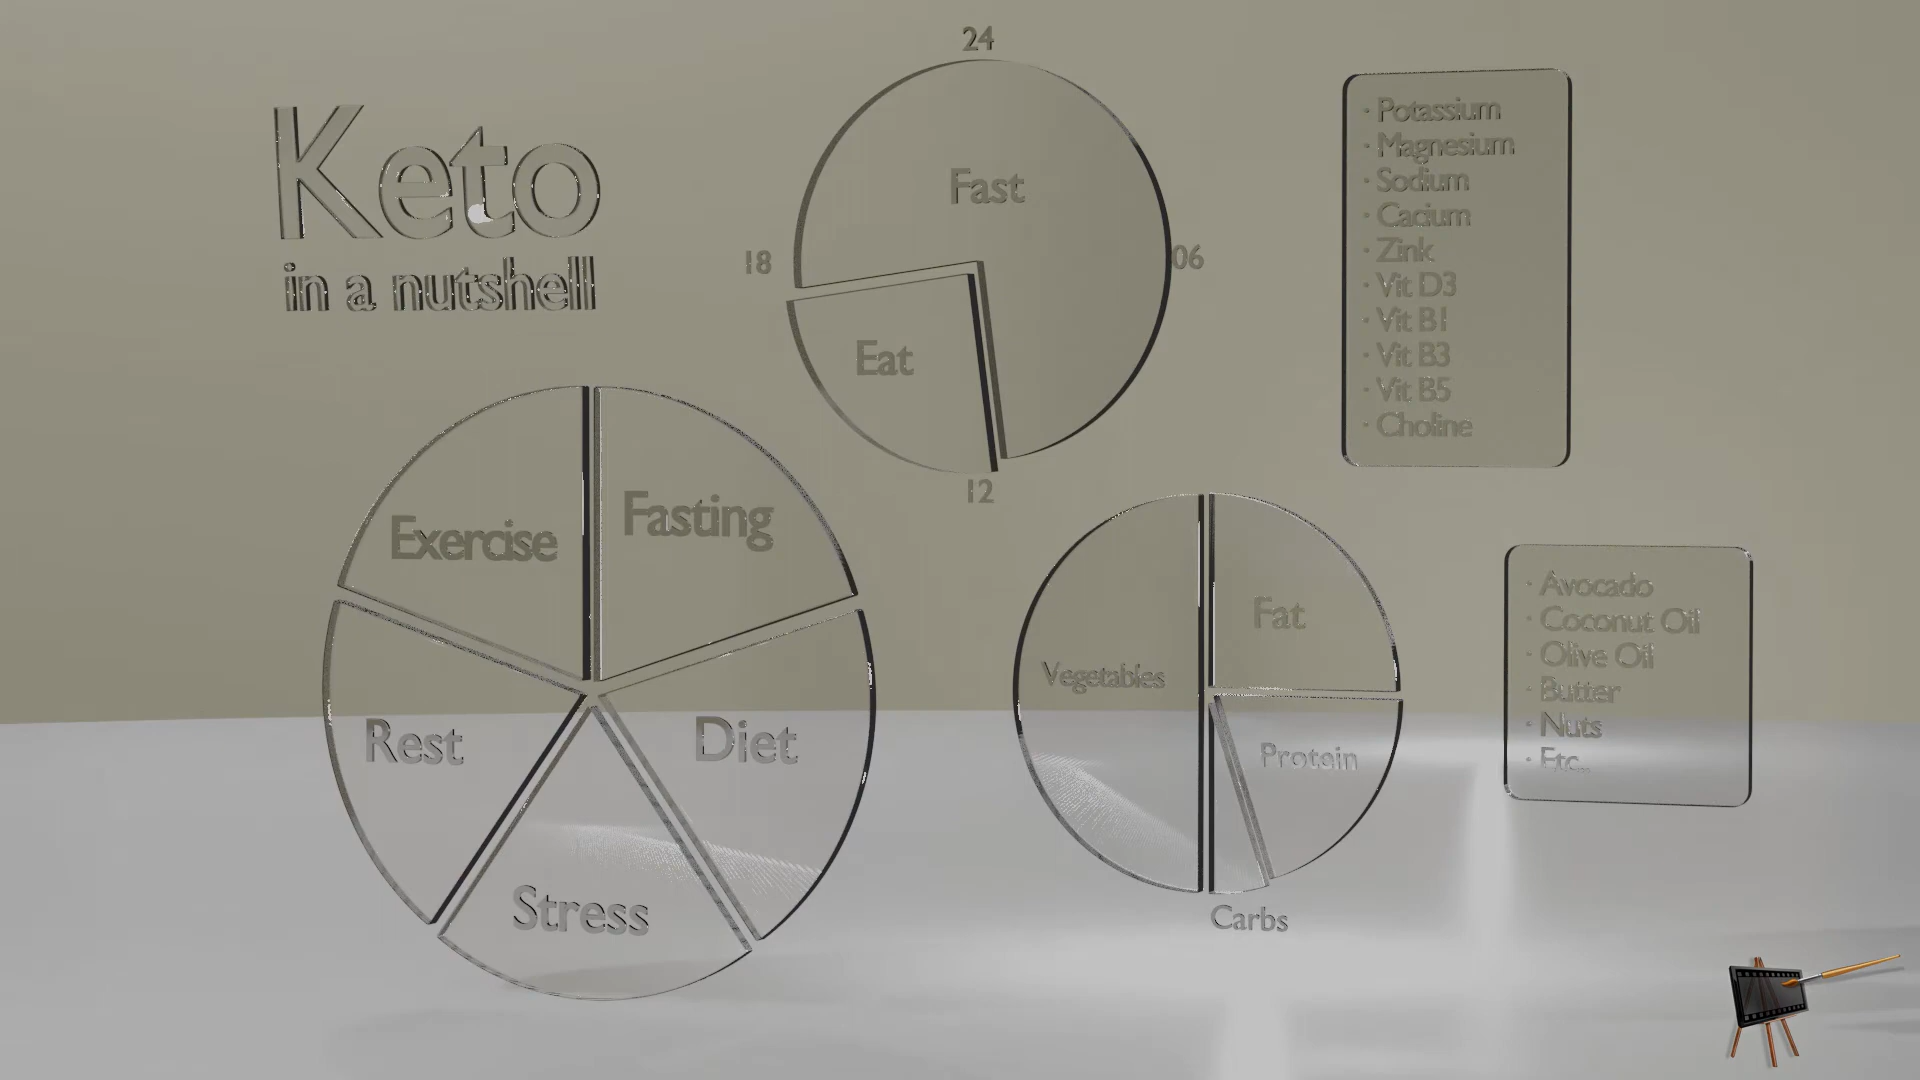 Keto
in a nutshell
24
Fast
18
06
Eat
12
Potassium
Magnesium
Sodium
Cacium
Zink
Vit D3
Vit B1
Vit B3
Vit B5
Choline
Exercise
Fasting
Rest
Diet
Stress
Vegetables
Fat
Protein
Carbs
Avocado
Coconut Oil
Olive Oil
Butter
Nuts
Etc..